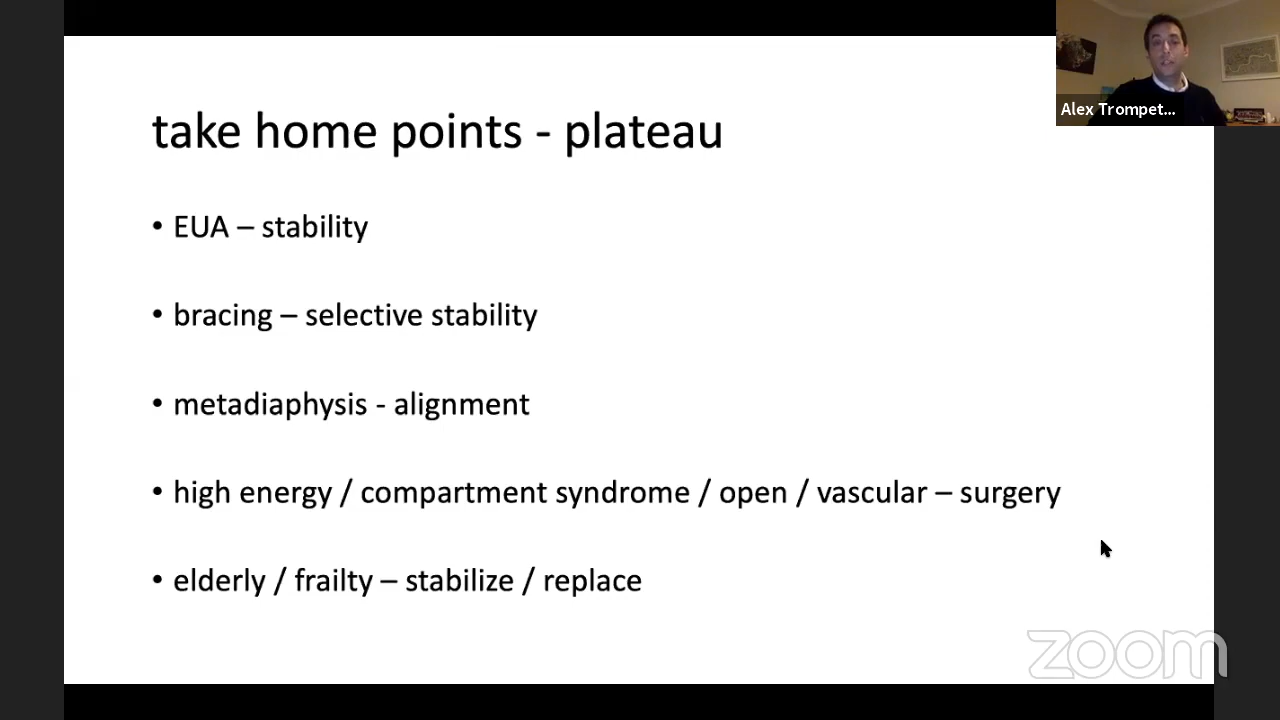 Alex Trompet...
take home points - plateau
• EUA – stability
• bracing – selective stability
• metadiaphysis - alignment
• high energy / compartment syndrome / open / vascular – surgery
• elderly / frailty – stabilize / replace
zoom